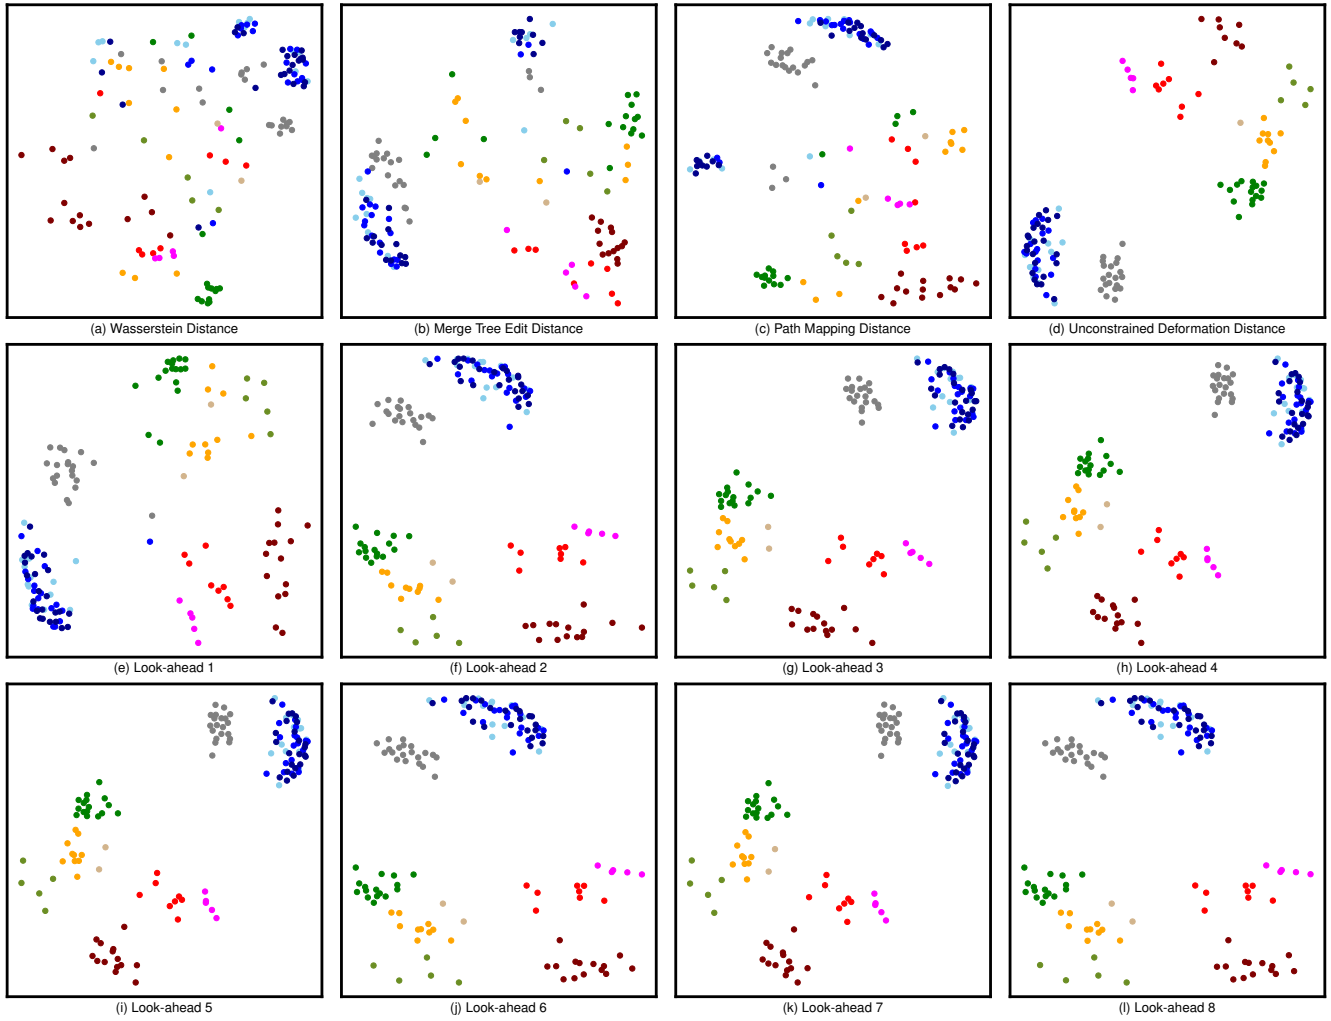 (a) Wasserstein Distance
(b) Merge Tree Edit Distance
(c) Path Mapping Distance
(d) Unconstrained Deformation Distance
(e) Look-ahead 1
(f) Look-ahead 2
(g) Look-ahead 3
(h) Look-ahead 4
(i) Look-ahead 5
(j) Look-ahead 6
(k) Look-ahead 7
(l) Look-ahead 8